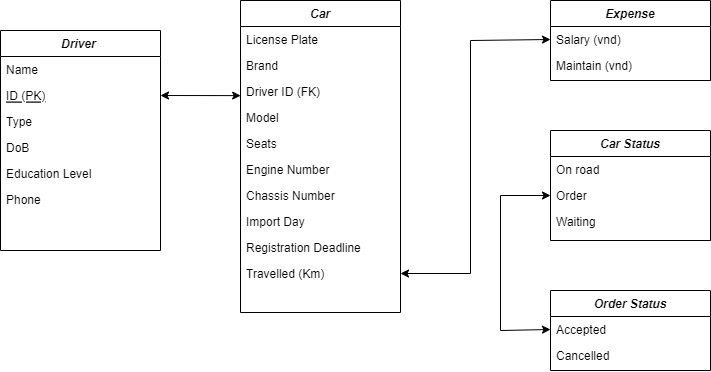 Driver
Name
ID (PK)
Type
DoB
Education Level
Phone
Car
License Plate
Brand
Driver ID (FK)
Model
Seats
Engine Number
Chassis Number
Import Day
Registration Deadline
Travelled (Km)
Expense
Salary (vnd)
Maintain (vnd)
Car Status
On road
Order
Waiting
Order Status
Accepted
Cancelled